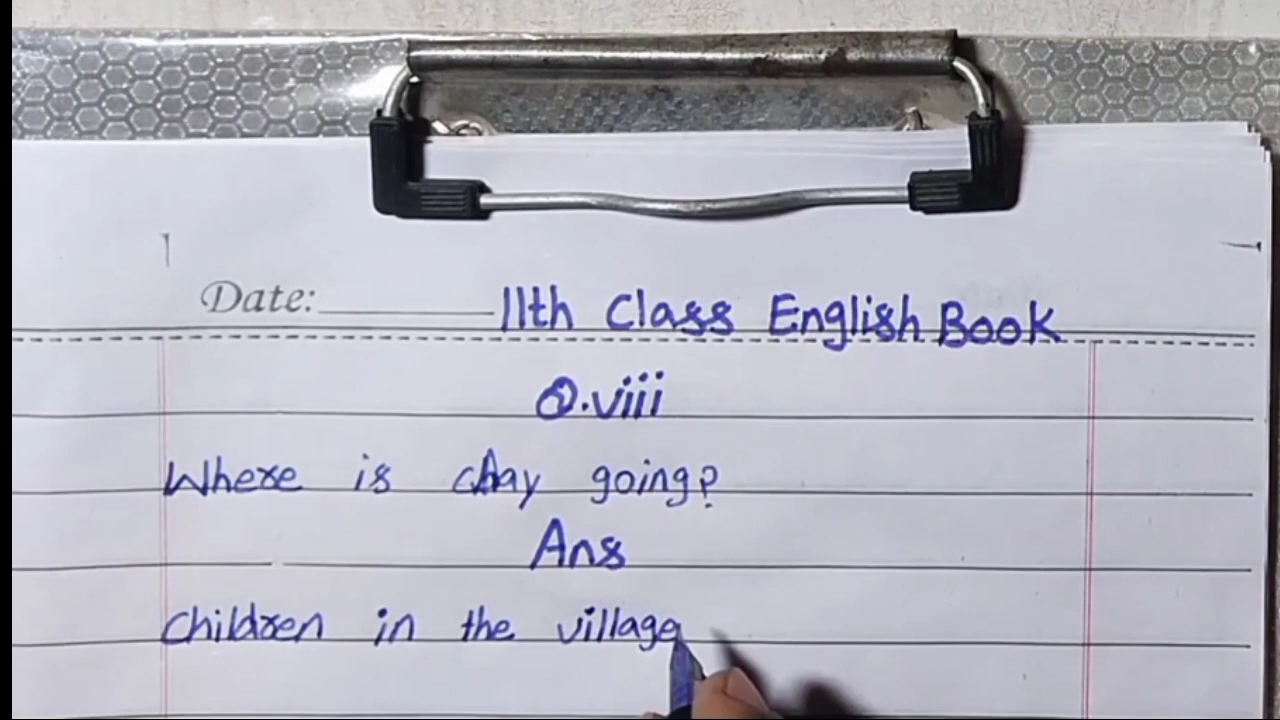 Date: 11th Class English Book
Q.viii
Where is chay going?
Ans
Children in the village